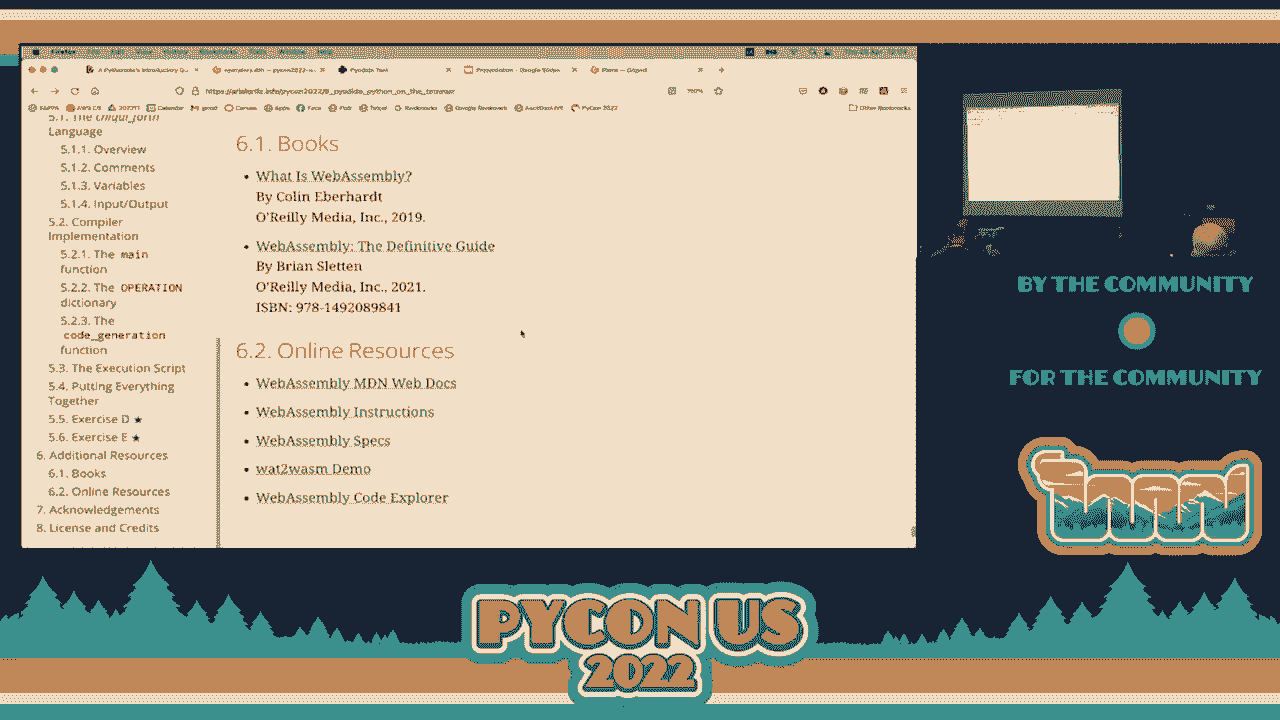 5.1. The chiqui_forth
Language
5.1.1. Overview
5.1.2. Comments
5.1.3. Variables
5.1.4. Input/Output
5.2. Compiler
Implementation
5.2.1. The main
function
5.2.2. The OPERATION
dictionary
5.2.3. The
code_generation
function
5.3. The Execution Script
5.4. Putting Everything
Together
5.5. Exercise D ★
5.6. Exercise E ★
6. Additional Resources
6.1. Books
6.2. Online Resources
7. Acknowledgements
8. License and Credits
6.1. Books
• What Is WebAssembly?
By Colin Eberhardt
O'Reilly Media, Inc., 2019.
• WebAssembly: The Definitive Guide
By Brian Sletten
O'Reilly Media, Inc., 2021.
ISBN: 978-1492089841
6.2. Online Resources
• WebAssembly MDN Web Docs
• WebAssembly Instructions
• WebAssembly Specs
• wat2wasm Demo
• WebAssembly Code Explorer
BY THE COMMUNITY
FOR THE COMMUNITY
PYCON US
2022